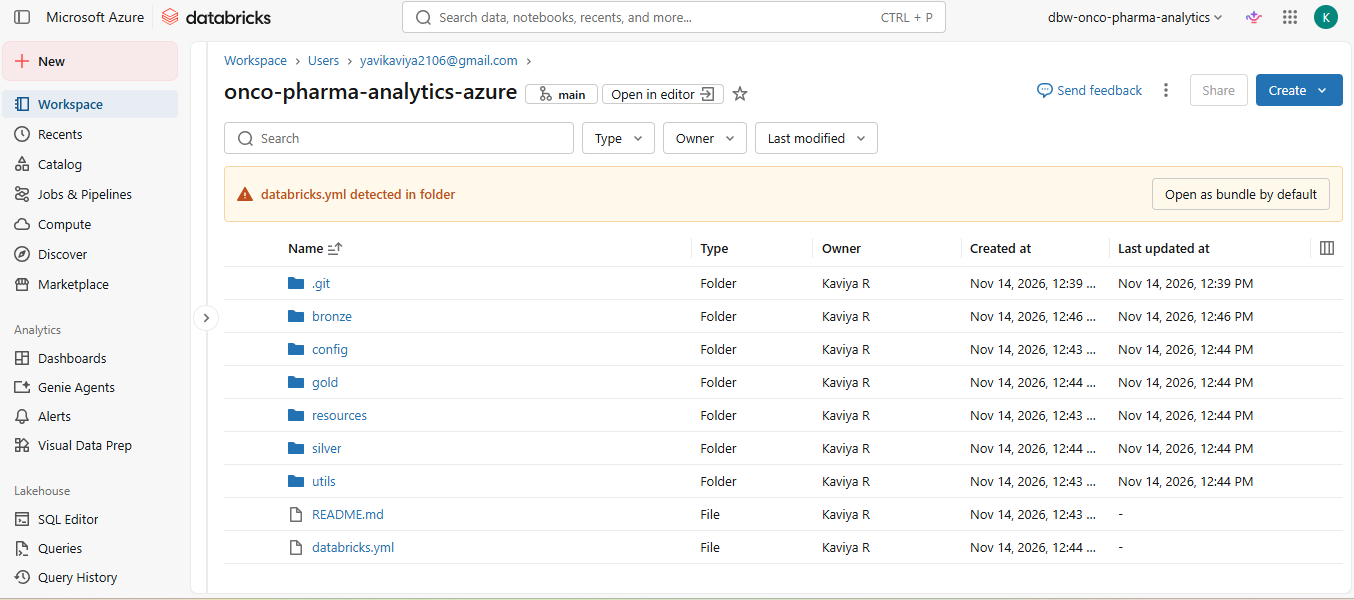 Microsoft Azure databricks Search data, notebooks, recents, and more... CTRL + P dbw-onco-pharma-analytics K
New
Workspace
Recents
Catalog
Jobs & Pipelines
Compute
Discover
Marketplace
Analytics
Dashboards
Genie Agents
Alerts
Visual Data Prep
Lakehouse
SQL Editor
Queries
Query History
Workspace › Users › yavikaviya2106@gmail.com ›
onco-pharma-analytics-azure main Open in editor Send feedback Share Create
Search Type Owner Last modified
databricks.yml detected in folder Open as bundle by default
Name Type Owner Created at Last updated at
.git Folder Kaviya R Nov 14, 2026, 12:39 ... Nov 14, 2026, 12:39 PM
bronze Folder Kaviya R Nov 14, 2026, 12:46 ... Nov 14, 2026, 12:46 PM
config Folder Kaviya R Nov 14, 2026, 12:43 ... Nov 14, 2026, 12:44 PM
gold Folder Kaviya R Nov 14, 2026, 12:44 ... Nov 14, 2026, 12:44 PM
resources Folder Kaviya R Nov 14, 2026, 12:43 ... Nov 14, 2026, 12:44 PM
silver Folder Kaviya R Nov 14, 2026, 12:44 ... Nov 14, 2026, 12:44 PM
utils Folder Kaviya R Nov 14, 2026, 12:43 ... Nov 14, 2026, 12:44 PM
README.md File Kaviya R Nov 14, 2026, 12:43 ... -
databricks.yml File Kaviya R Nov 14, 2026, 12:44 ... -